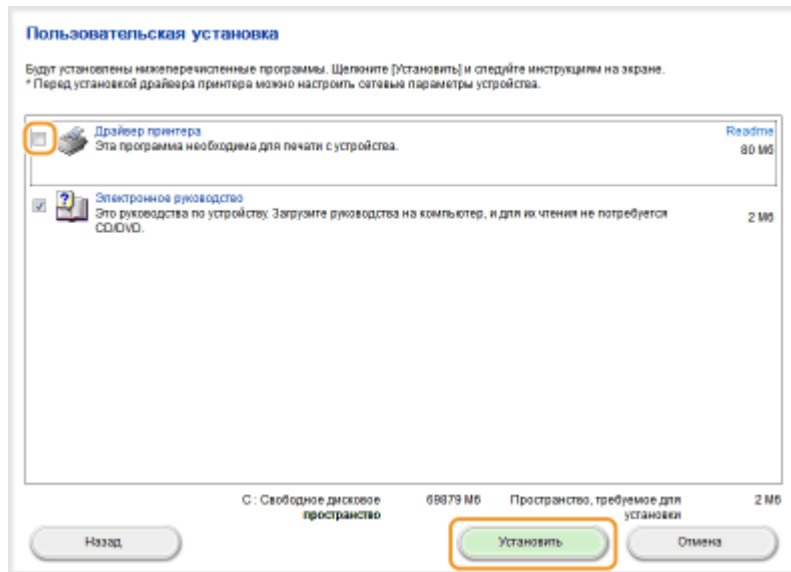 Пользовательская установка
Будут установлены нижеперечисленные программы. Щелкните [Установить] и следуйте инструкциям на экране.
* Перед установкой драйвера принтера можно настроить сетевые параметры устройства.
Драйвер принтера
Readme
Эта программа необходима для печати с устройства.
80 Мб
Электронное руководство
Это руководства по устройству. Загрузите руководства на компьютер, и для их чтения не потребуется
CD/DVD.
2 Мб
C : Свободное дисковое пространство
69879 Мб
Пространство, требуемое для установки
2 Мб
Назад
Установить
Отмена